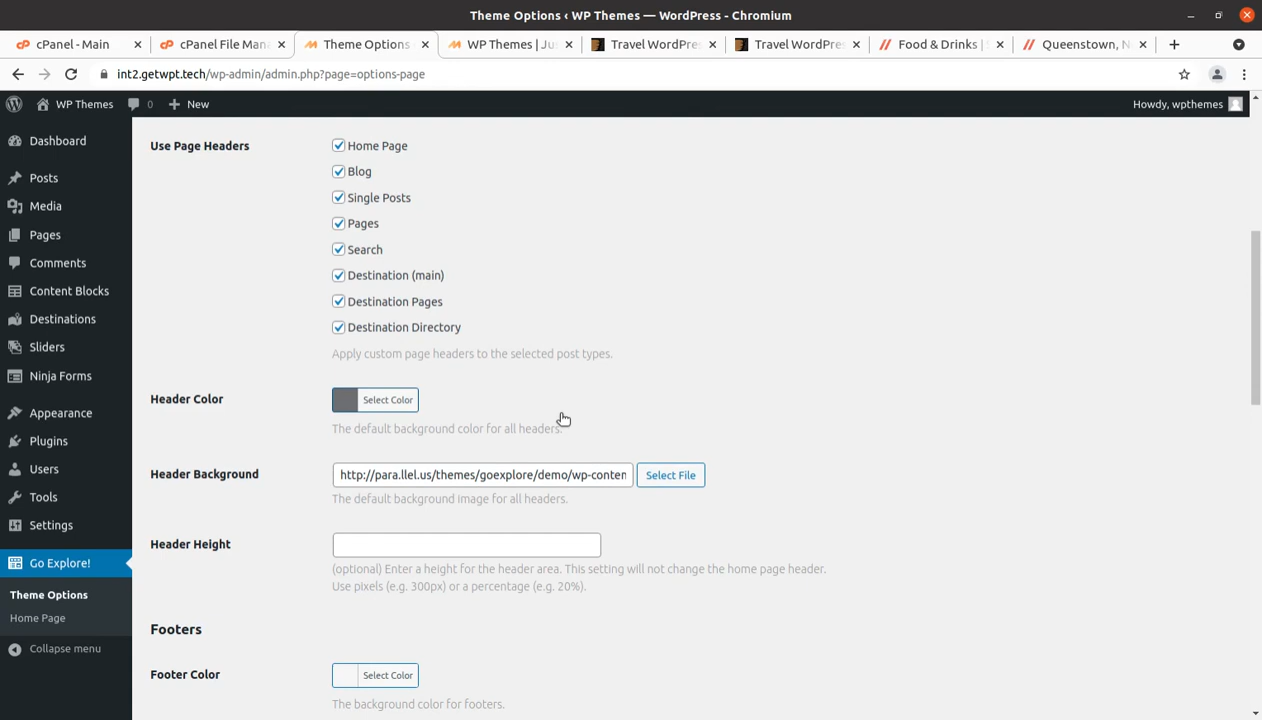 Theme Options ‹ WP Themes — WordPress - Chromium
cPanel - Main
cPanel File Man
Theme Options
WP Themes | Jus
Travel WordPre
Travel WordPre
Food & Drinks | S
Queenstown, N
int2.getwpt.tech/wp-admin/admin.php?page=options-page
WP Themes
0
New
Howdy, wpthemes
Dashboard
Posts
Media
Pages
Comments
Content Blocks
Destinations
Sliders
Ninja Forms
Appearance
Plugins
Users
Tools
Settings
Go Explore!
Theme Options
Home Page
Collapse menu
Use Page Headers
Home Page
Blog
Single Posts
Pages
Search
Destination (main)
Destination Pages
Destination Directory
Apply custom page headers to the selected post types.
Header Color
Select Color
The default background color for all headers.
Header Background
http://para.llel.us/themes/goexplore/demo/wp-conten
Select File
The default background image for all headers.
Header Height
(optional) Enter a height for the header area. This setting will not change the home page header.
Use pixels (e.g. 300px) or a percentage (e.g. 20%).
Footers
Footer Color
Select Color
The background color for footers.